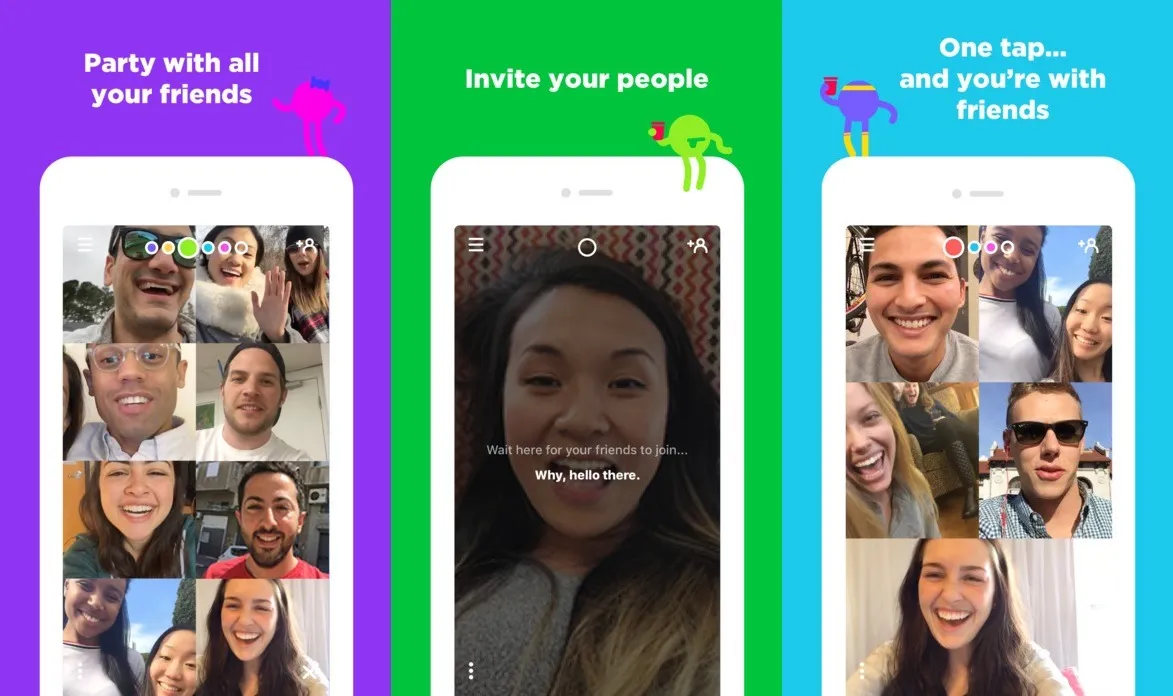 Party with all
your friends
Invite your people
Wait here for your friends to join...
Why, hello there.
One tap...
and you’re with
friends